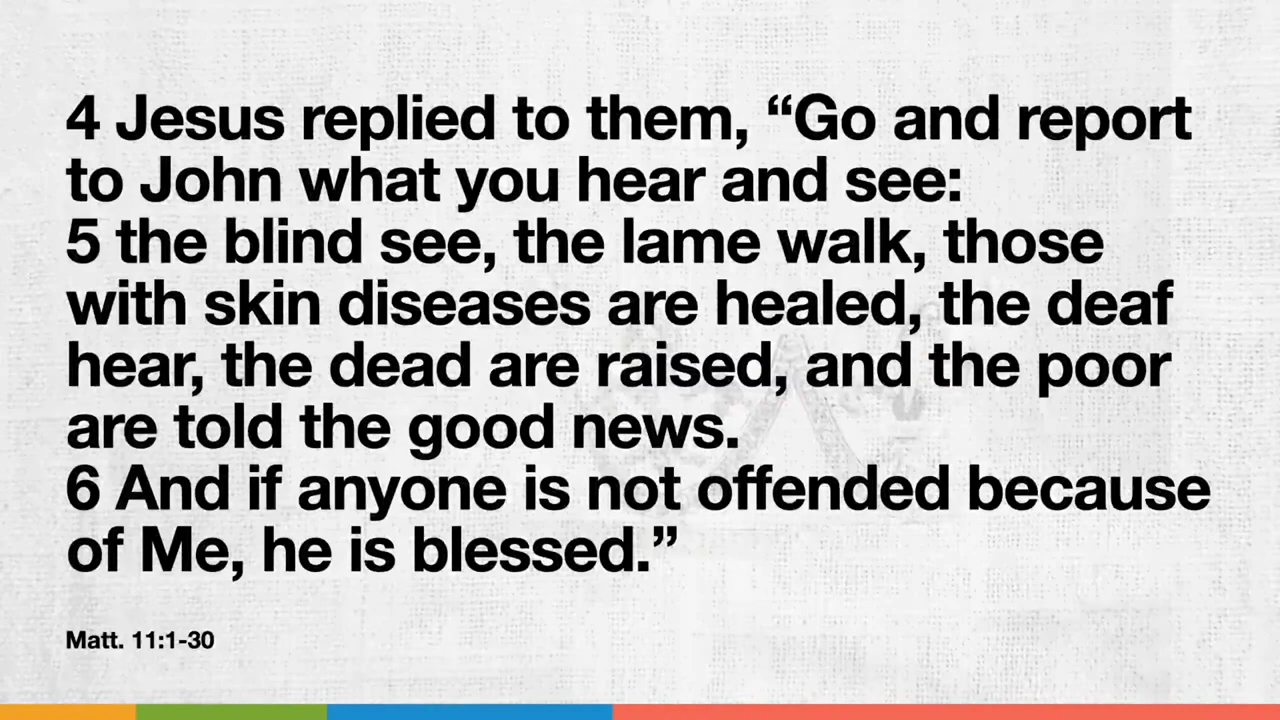 4 Jesus replied to them, “Go and report
to John what you hear and see:
5 the blind see, the lame walk, those
with skin diseases are healed, the deaf
hear, the dead are raised, and the poor
are told the good news.
6 And if anyone is not offended because
of Me, he is blessed.”
Matt. 11:1-30